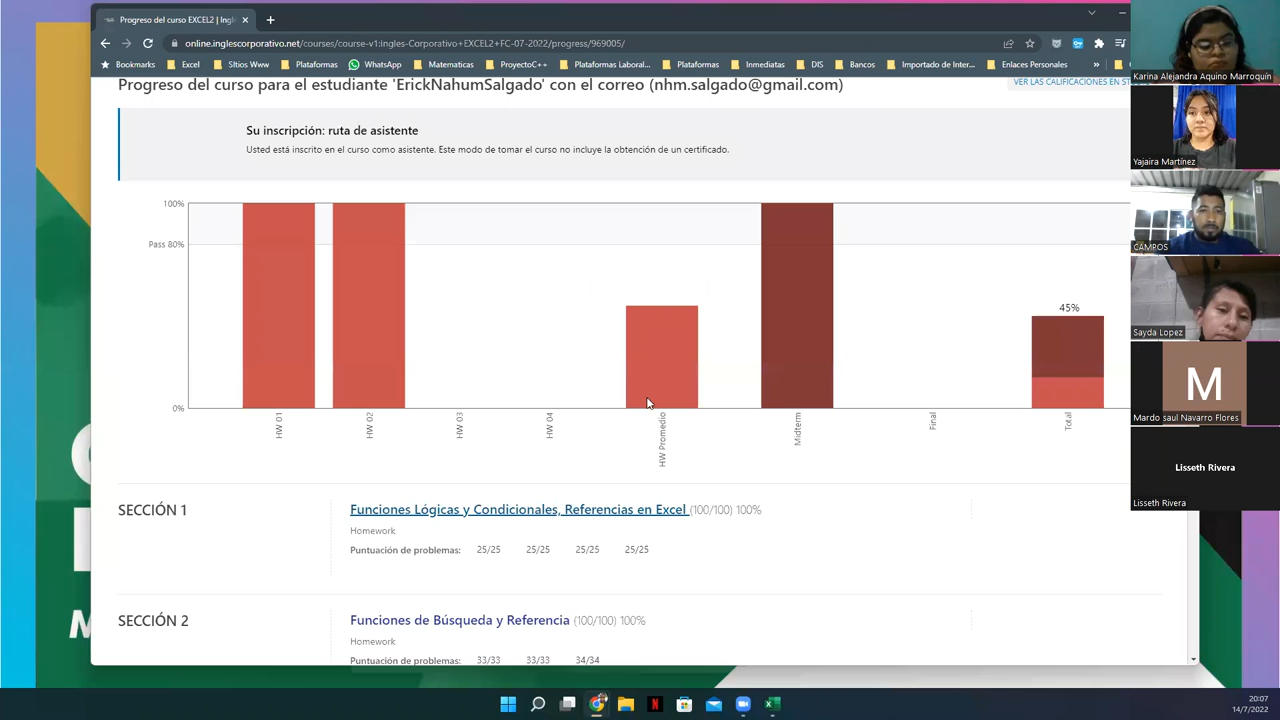 Progreso del curso EXCEL2 | Ingl
online.inglescorporativo.net/courses/course-v1:Ingles-Corporativo+EXCEL2+FC-07-2022/progress/969005/
Bookmarks Excel Sitios Www Plataformas WhatsApp Matematicas ProyectoC++ Plataformas Laboral... Plataformas Inmediatas DIS Bancos Importado de Inter... Enlaces Personales »
Progreso del curso para el estudiante 'ErickNahumSalgado' con el correo (nhm.salgado@gmail.com)
VER LAS CALIFICACIONES EN ST
Su inscripción: ruta de asistente
Usted está inscrito en el curso como asistente. Este modo de tomar el curso no incluye la obtención de un certificado.
100%
Pass 80%
0%
45%
HW 01
HW 02
HW 03
HW 04
HW Promedio
Midterm
Final
Total
SECCIÓN 1
Funciones Lógicas y Condicionales, Referencias en Excel (100/100) 100%
Homework
Puntuación de problemas: 25/25 25/25 25/25 25/25
SECCIÓN 2
Funciones de Búsqueda y Referencia (100/100) 100%
Homework
Puntuación de problemas: 33/33 33/33 34/34
Karina Alejandra Aquino Marroquín
Yajaira Martínez
CAMPOS
Sayda Lopez
M
Mardo saul Navarro Flores
Lisseth Rivera
Lisseth Rivera
20:07
14/7/2022